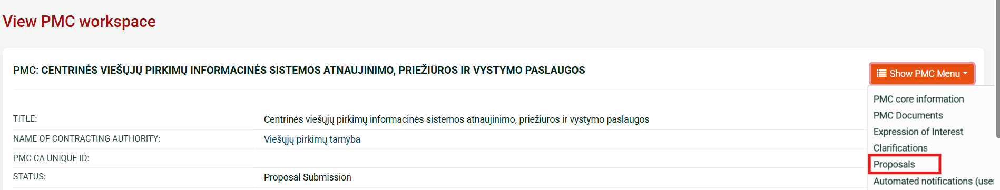 View PMC workspace
PMC: CENTRINĖS VIEŠŲJŲ PIRKIMŲ INFORMACINĖS SISTEMOS ATNAUJINIMO, PRIEŽIŪROS IR VYSTYMO PASLAUGOS
Show PMC Menu
PMC core information
PMC Documents
Expression of Interest
Clarifications
Proposals
Automated notifications (user
TITLE: Centrinės viešųjų pirkimų informacinės sistemos atnaujinimo, priežiūros ir vystymo paslaugos
NAME OF CONTRACTING AUTHORITY: Viešųjų pirkimų tarnyba
PMC CA UNIQUE ID:
STATUS: Proposal Submission